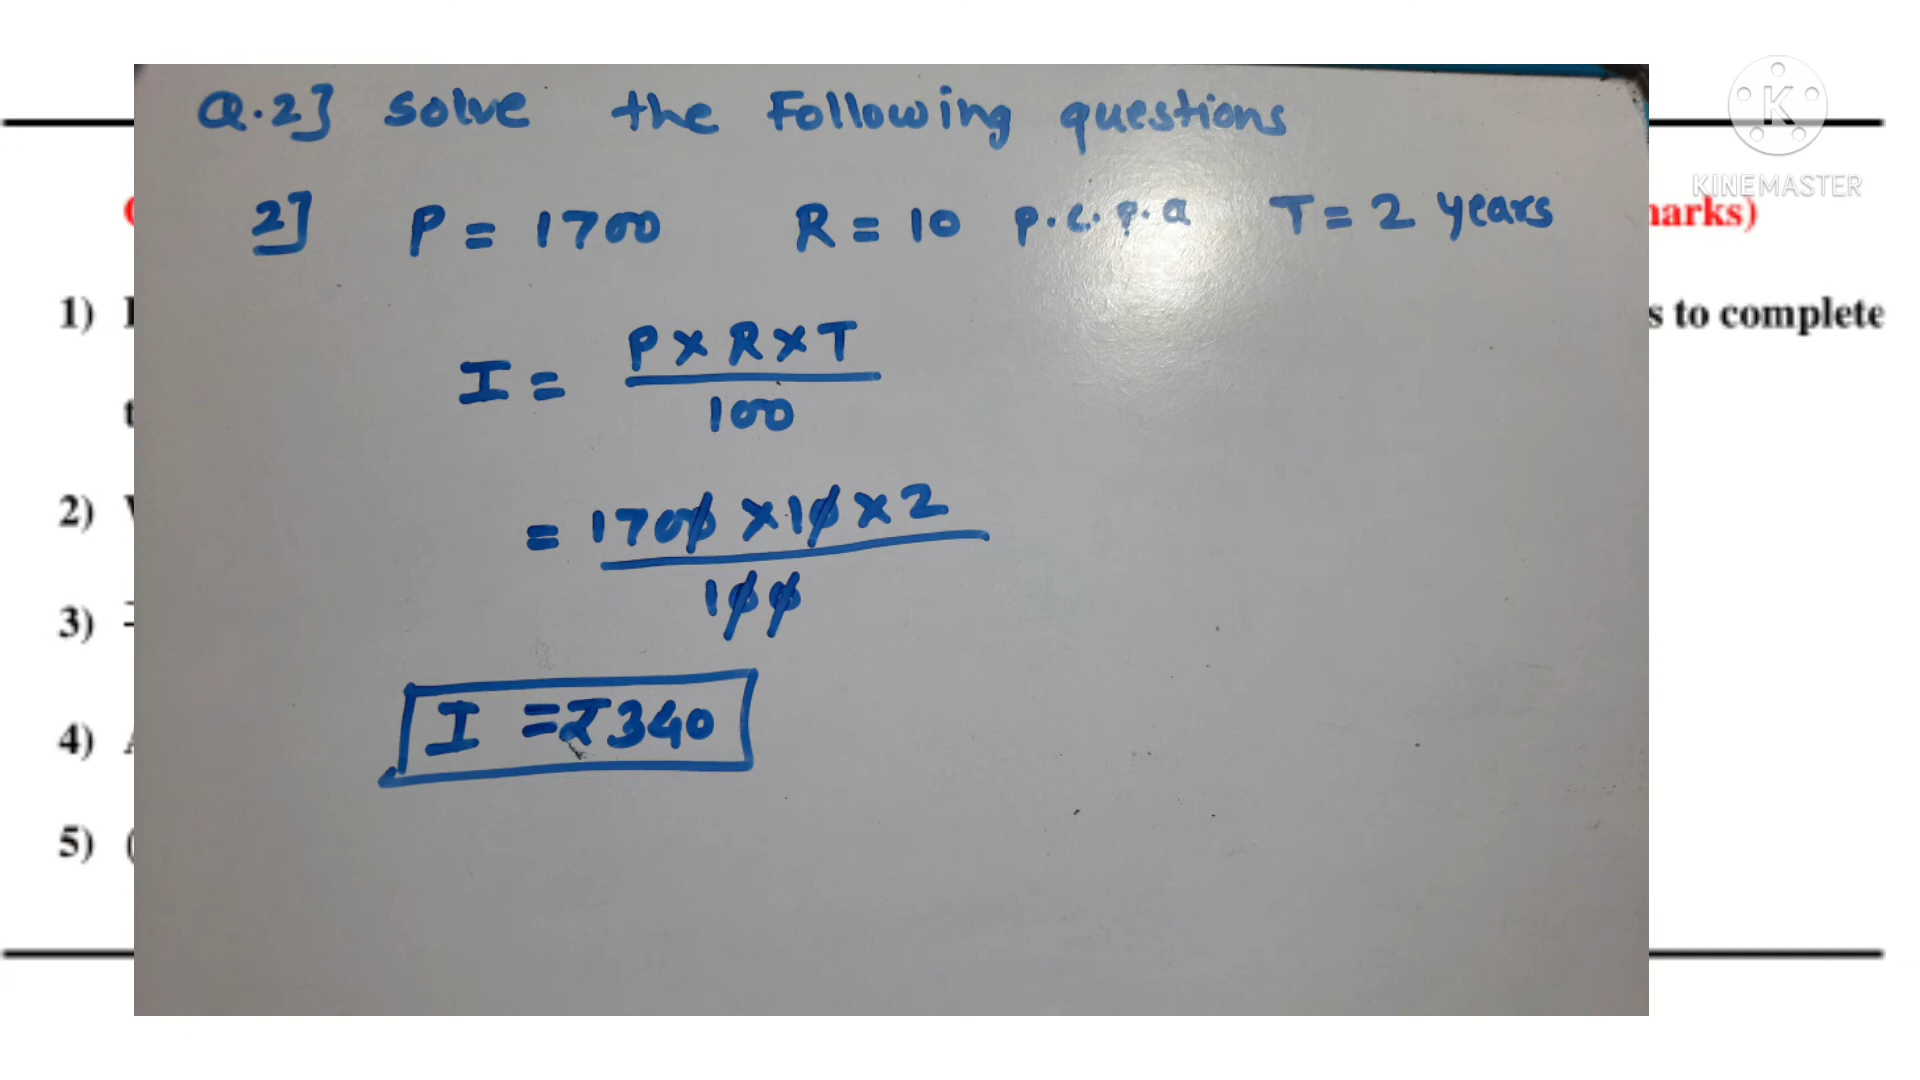 Q.2] Solve the Following questions
2] P = 1700 R = 10 p.c.p.a T = 2 years
I = P × R × T / 100
= 1700 × 10 × 2 / 100
I = ₹340
KINEMASTER
marks)
1)
s to complete
2)
3)
4)
5) (